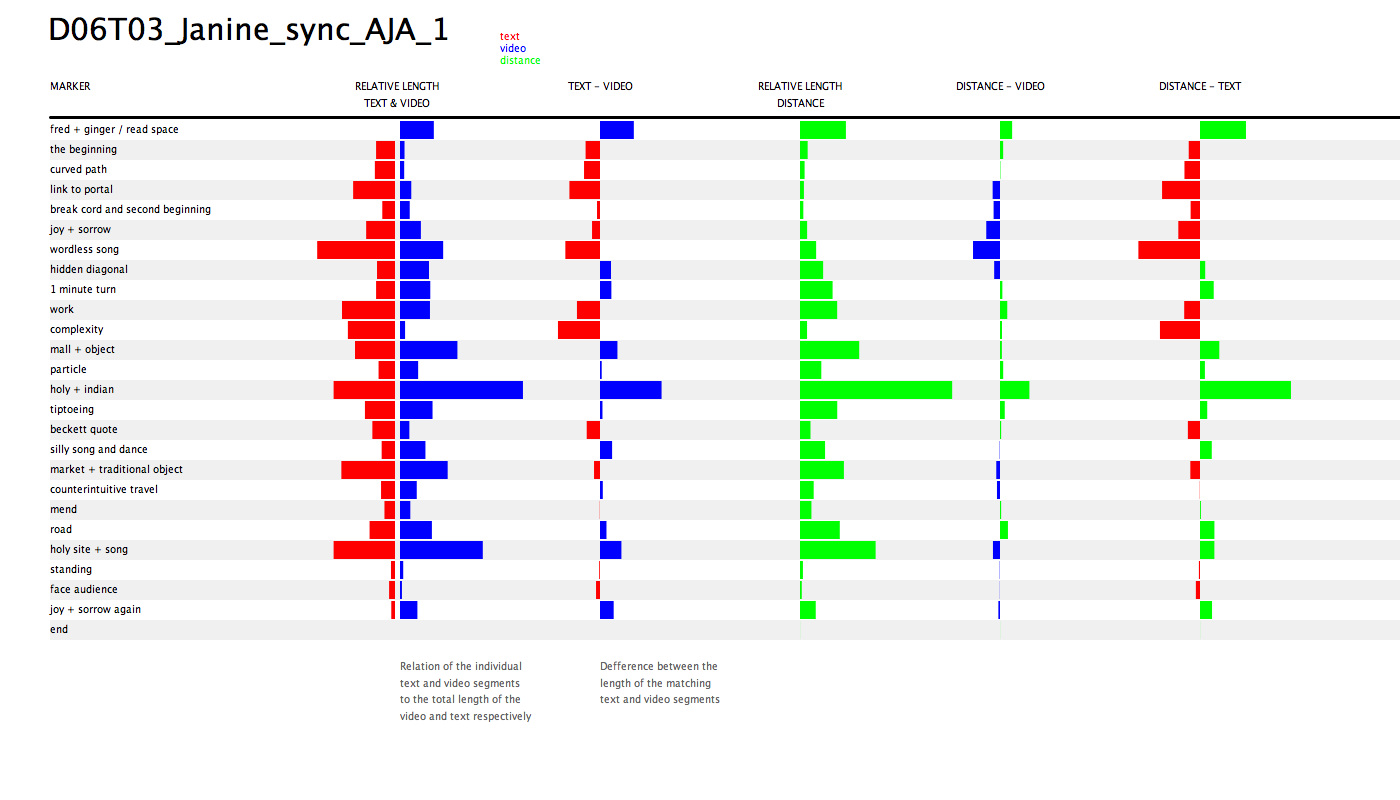 D06T03_Janine_sync_AJA_1
text
video
distance
MARKER
RELATIVE LENGTH
TEXT & VIDEO
TEXT – VIDEO
RELATIVE LENGTH
DISTANCE
DISTANCE – VIDEO
DISTANCE – TEXT
fred + ginger / read space
the beginning
curved path
link to portal
break cord and second beginning
joy + sorrow
wordless song
hidden diagonal
1 minute turn
work
complexity
mall + object
particle
holy + indian
tiptoeing
beckett quote
silly song and dance
market + traditional object
counterintuitive travel
mend
road
holy site + song
standing
face audience
joy + sorrow again
end
Relation of the individual
text and video segments
to the total length of the
video and text respectively
Defference between the
length of the matching
text and video segments